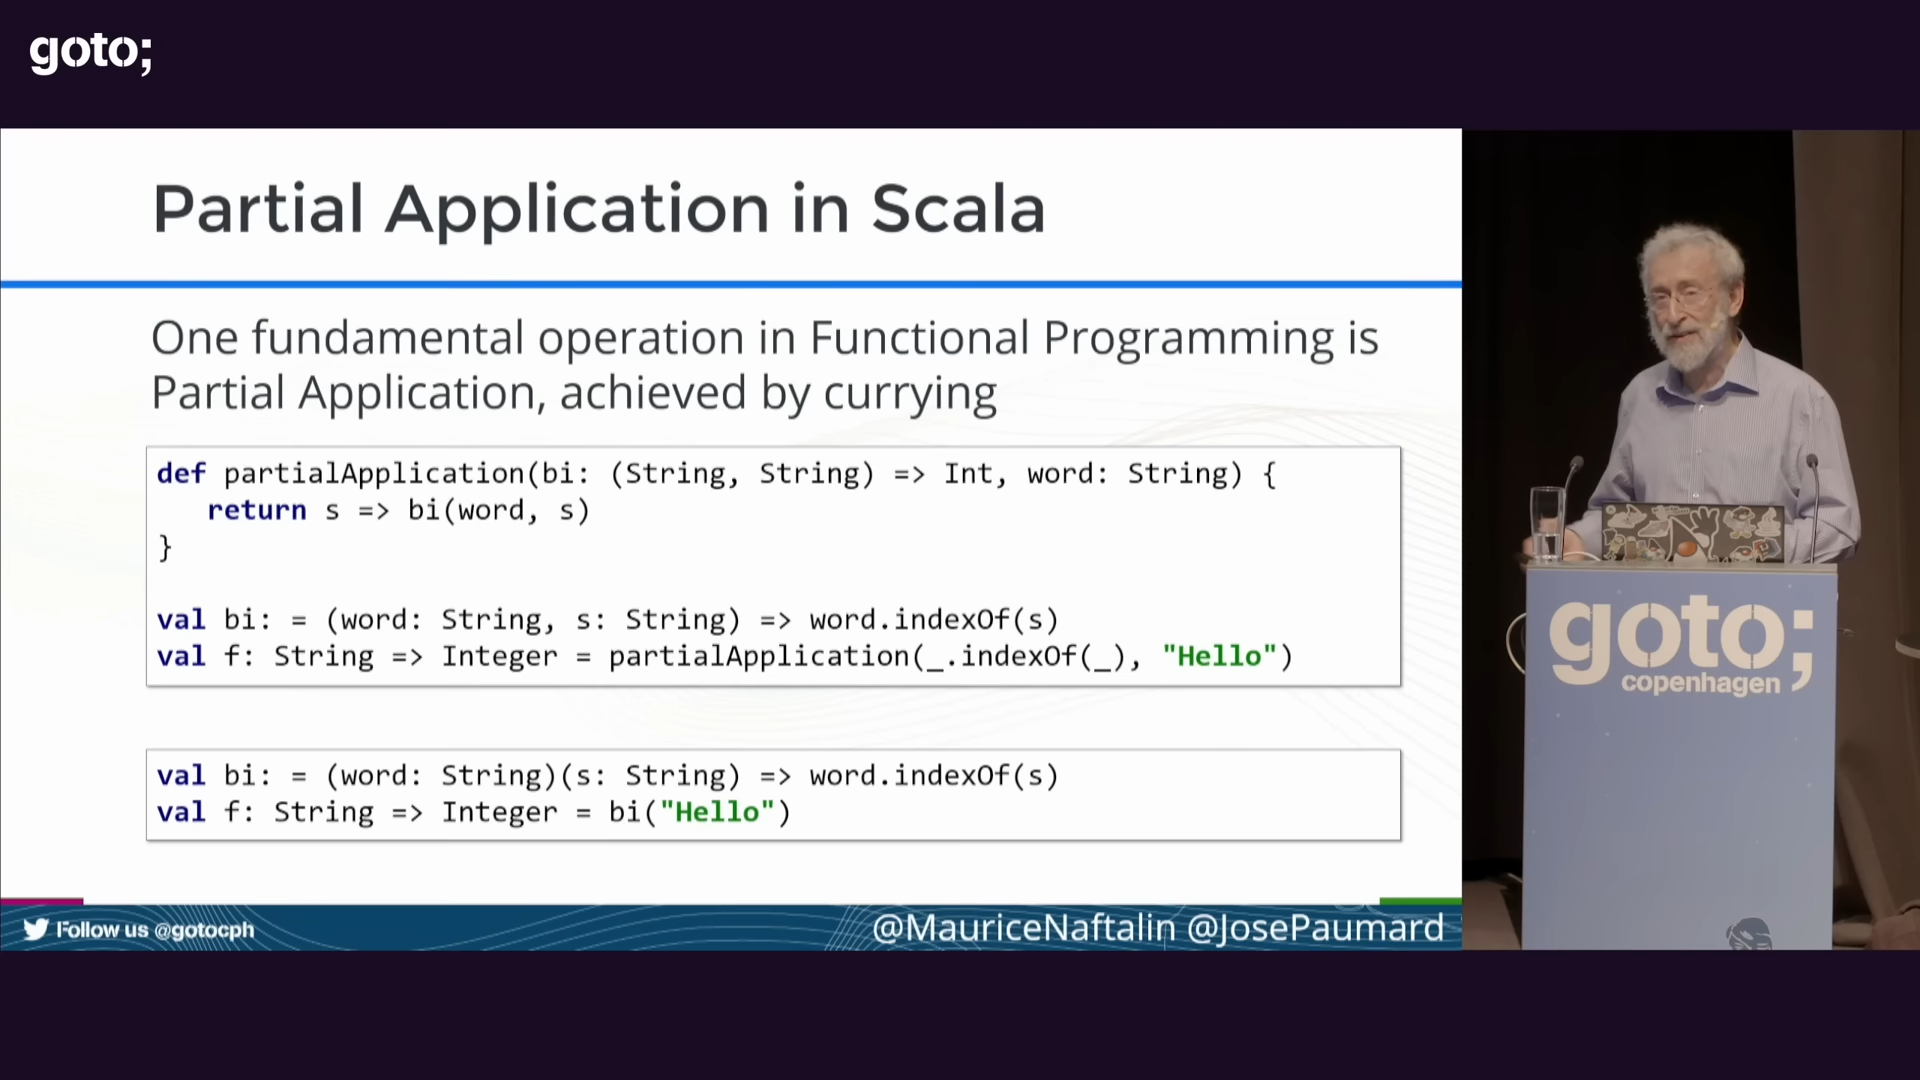 goto;
Partial Application in Scala
One fundamental operation in Functional Programming is
Partial Application, achieved by currying
def partialApplication(bi: (String, String) => Int, word: String) {
return s => bi(word, s)
}
val bi: = (word: String, s: String) => word.indexOf(s)
val f: String => Integer = partialApplication(_.indexOf(_), "Hello")
val bi: = (word: String)(s: String) => word.indexOf(s)
val f: String => Integer = bi("Hello")
Follow us @gotocph
@MauriceNaftalin @JosePaumard
goto;
copenhagen